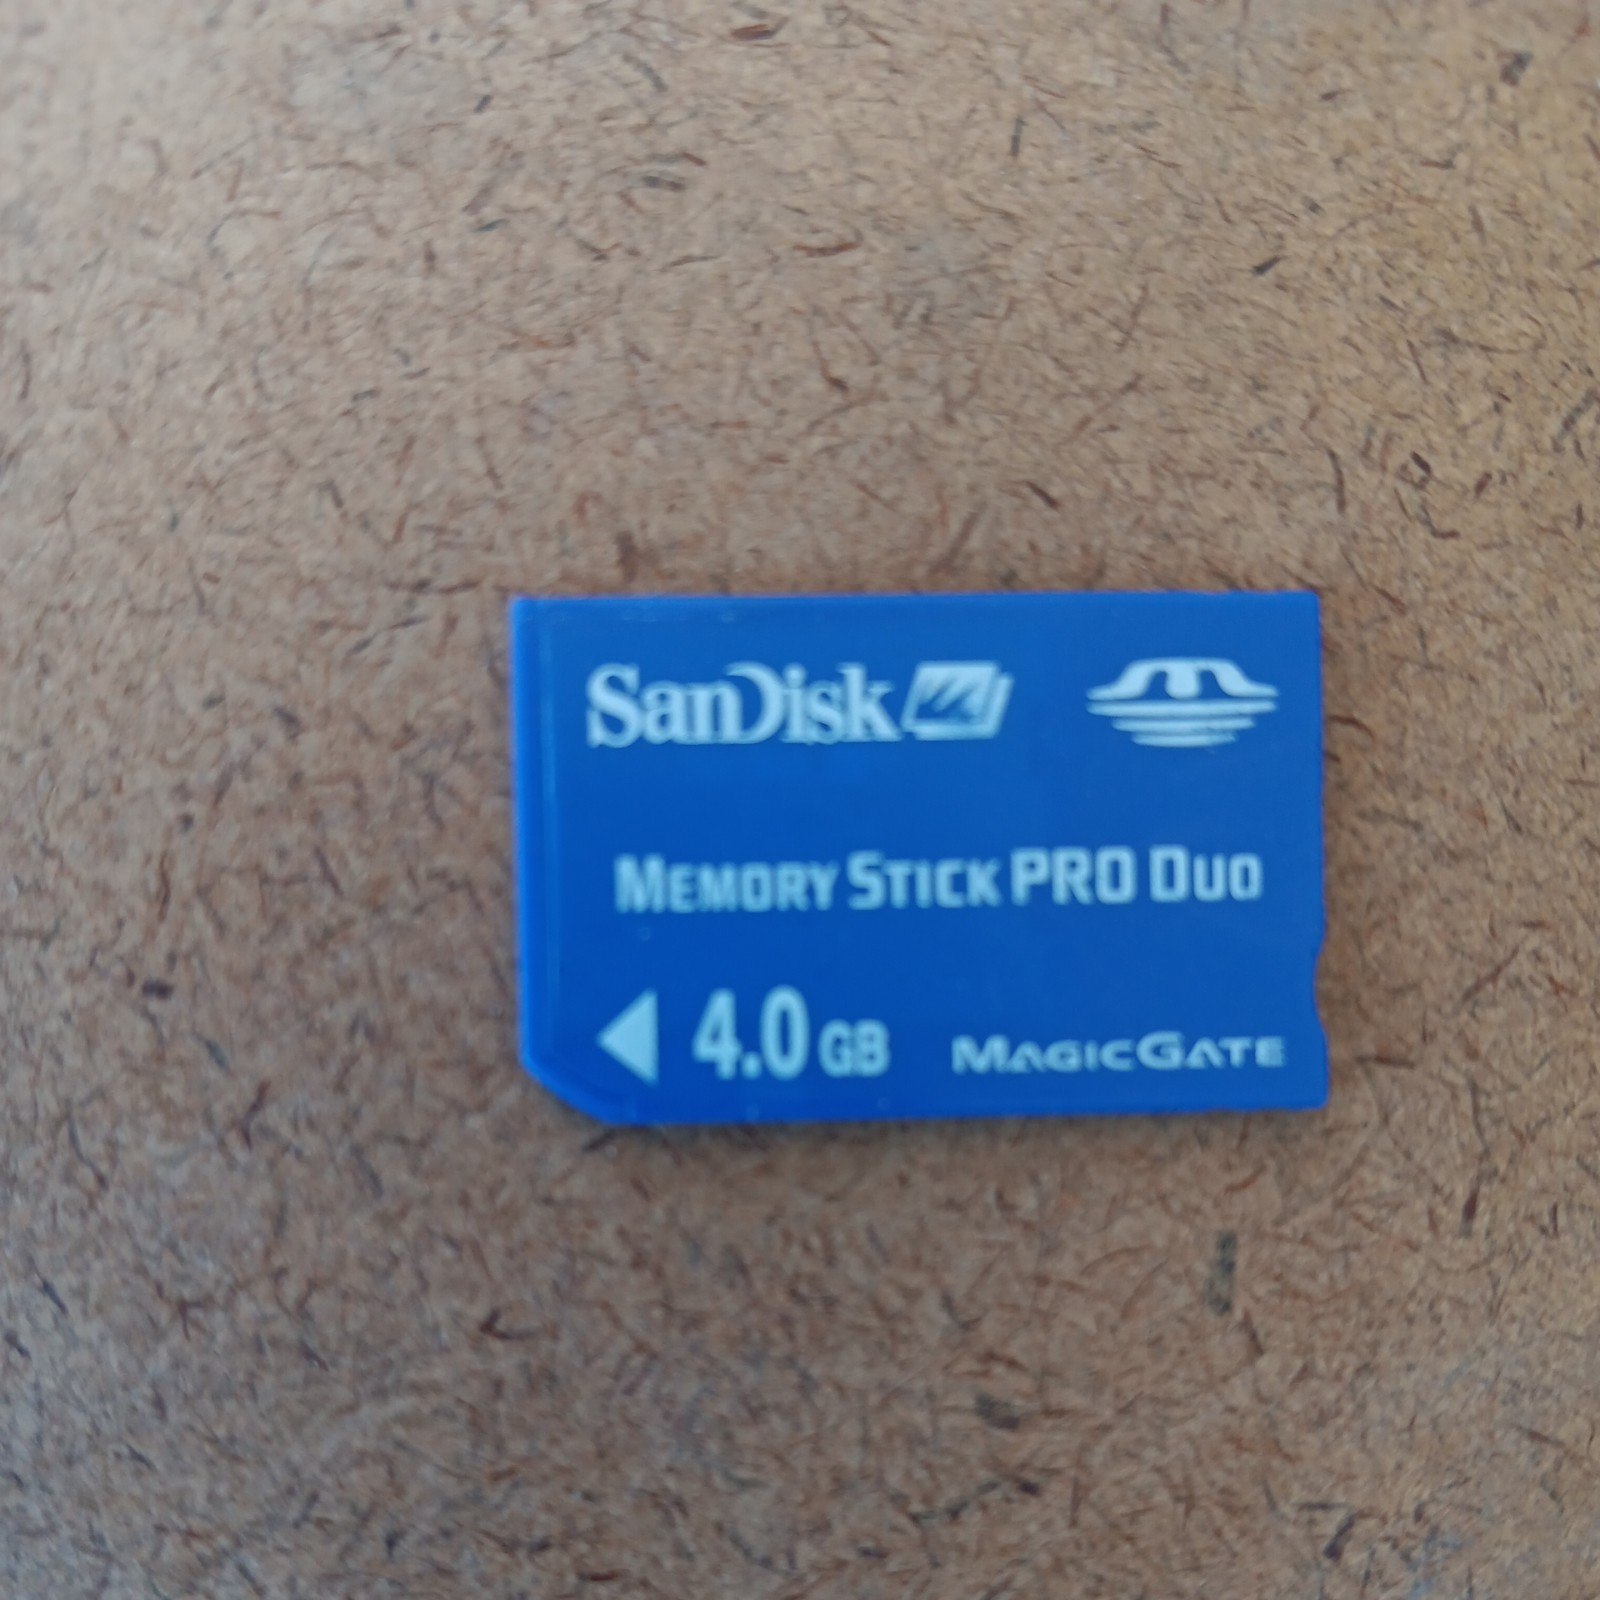 SanDisk
MEMORY STICK PRO DUO
4.0 GB MAGICGATE